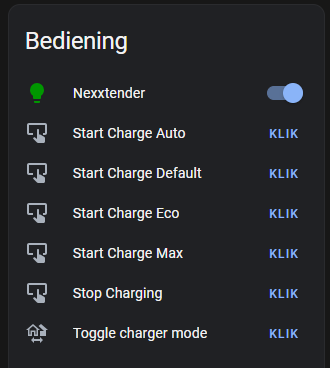 Bediening
Nexxtender
Start Charge Auto KLIK
Start Charge Default KLIK
Start Charge Eco KLIK
Start Charge Max KLIK
Stop Charging KLIK
Toggle charger mode KLIK